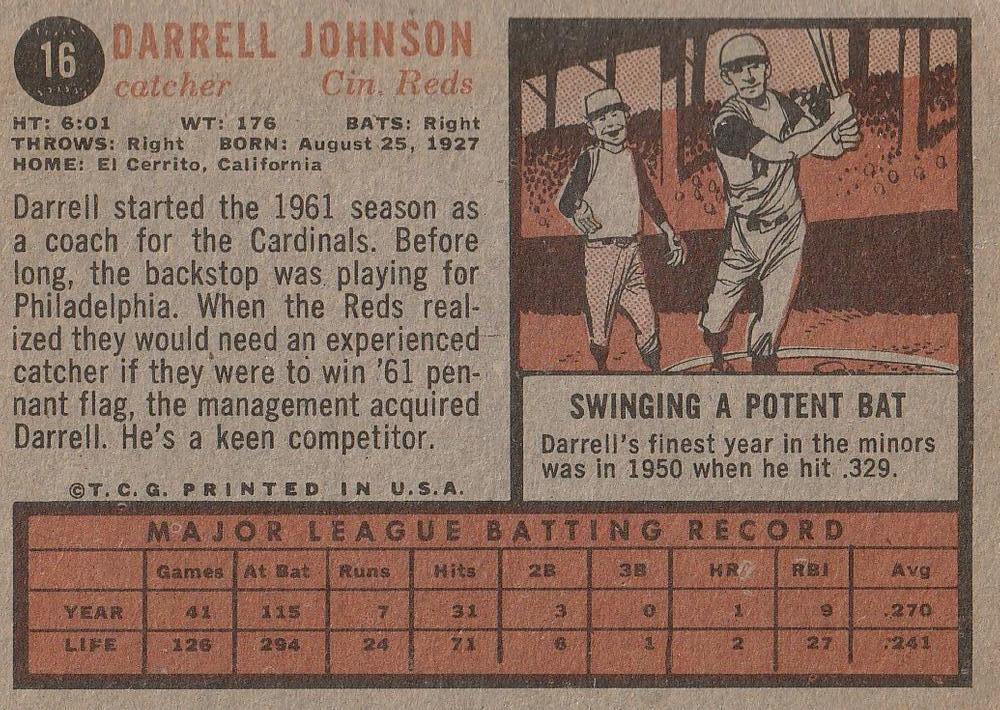 16
DARRELL JOHNSON
catcher Cin. Reds
HT: 6:01 WT: 176 BATS: Right
THROWS: Right BORN: August 25, 1927
HOME: El Cerrito, California
Darrell started the 1961 season as
a coach for the Cardinals. Before
long, the backstop was playing for
Philadelphia. When the Reds real-
ized they would need an experienced
catcher if they were to win '61 pen-
nant flag, the management acquired
Darrell. He's a keen competitor.
©T.C.G. PRINTED IN U.S.A.
SWINGING A POTENT BAT
Darrell's finest year in the minors
was in 1950 when he hit .329.
MAJOR LEAGUE BATTING RECORD
Games At Bat Runs Hits 2B 3B HR RBI Avg
YEAR 41 115 7 31 3 0 1 9 .270
LIFE 126 294 24 71 6 1 2 27 .241